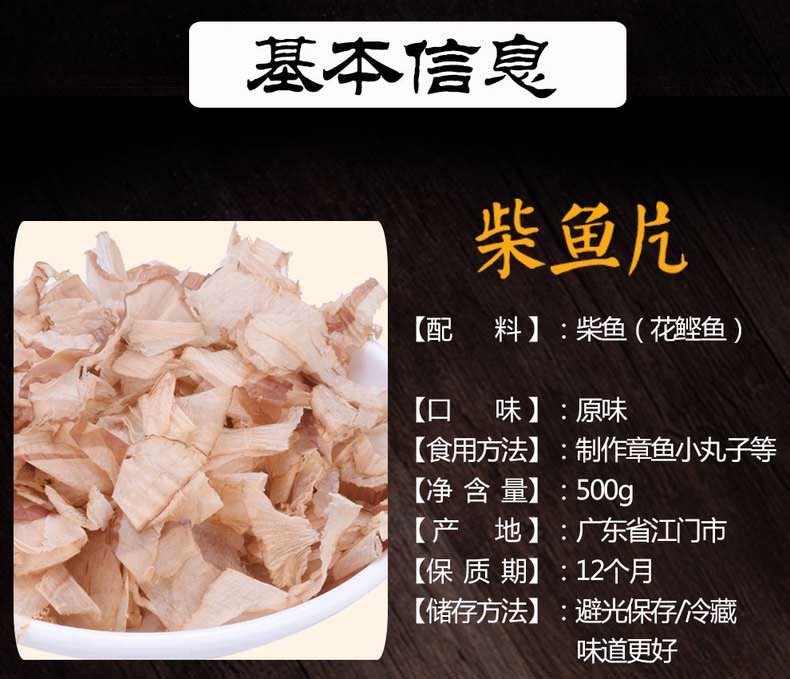 基本信息
柴鱼片
【配 料】：柴鱼（花鲣鱼）
【口 味】：原味
【食用方法】：制作章鱼小丸子等
【净 含 量】：500g
【产 地】：广东省江门市
【保 质 期】：12个月
【储存方法】：避光保存/冷藏
味道更好